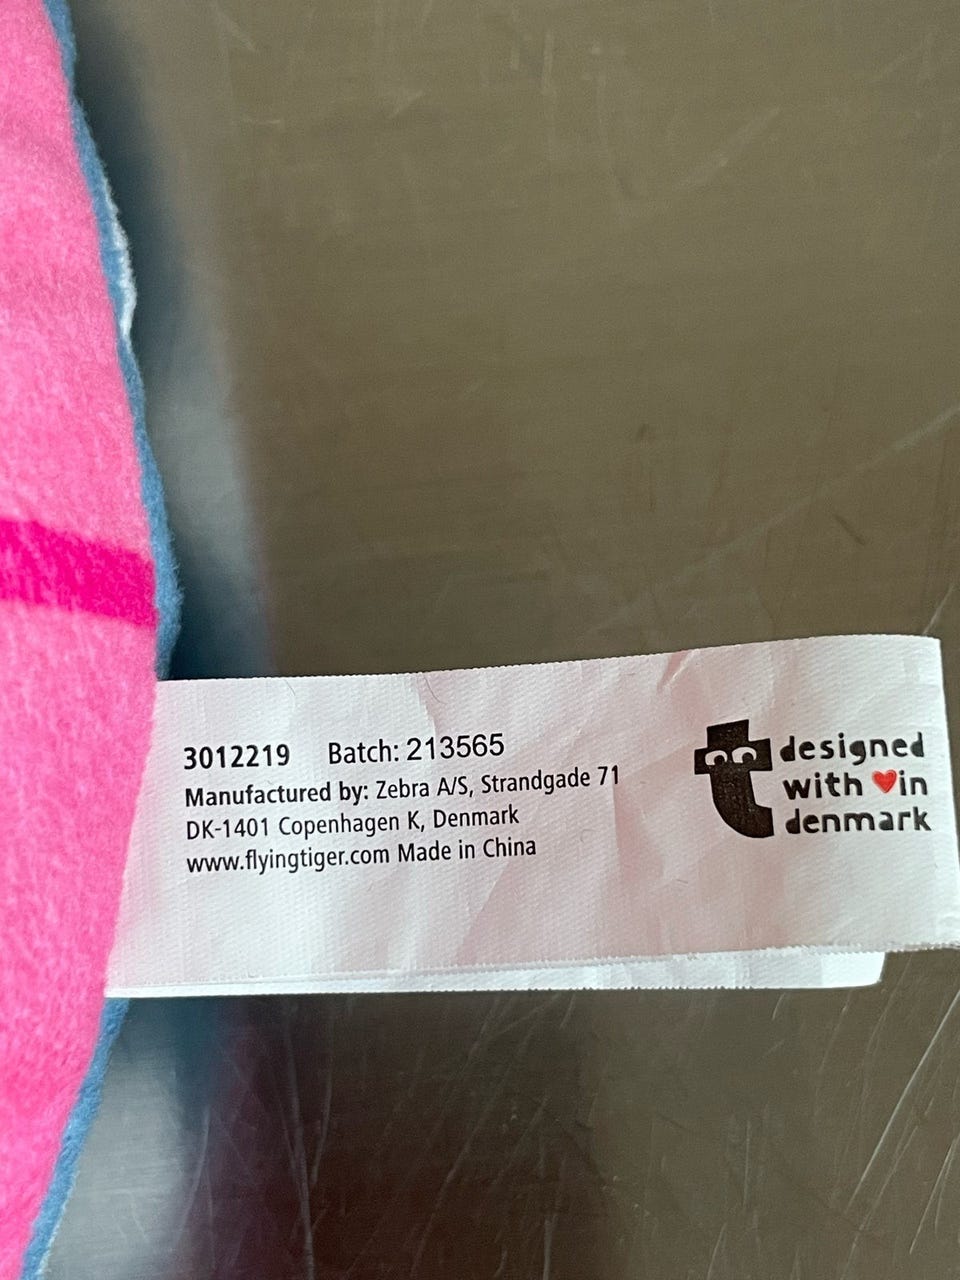 3012219 Batch: 213565
Manufactured by: Zebra A/S, Strandgade 71
DK-1401 Copenhagen K, Denmark
www.flyingtiger.com Made in China
designed
with ♥in
denmark